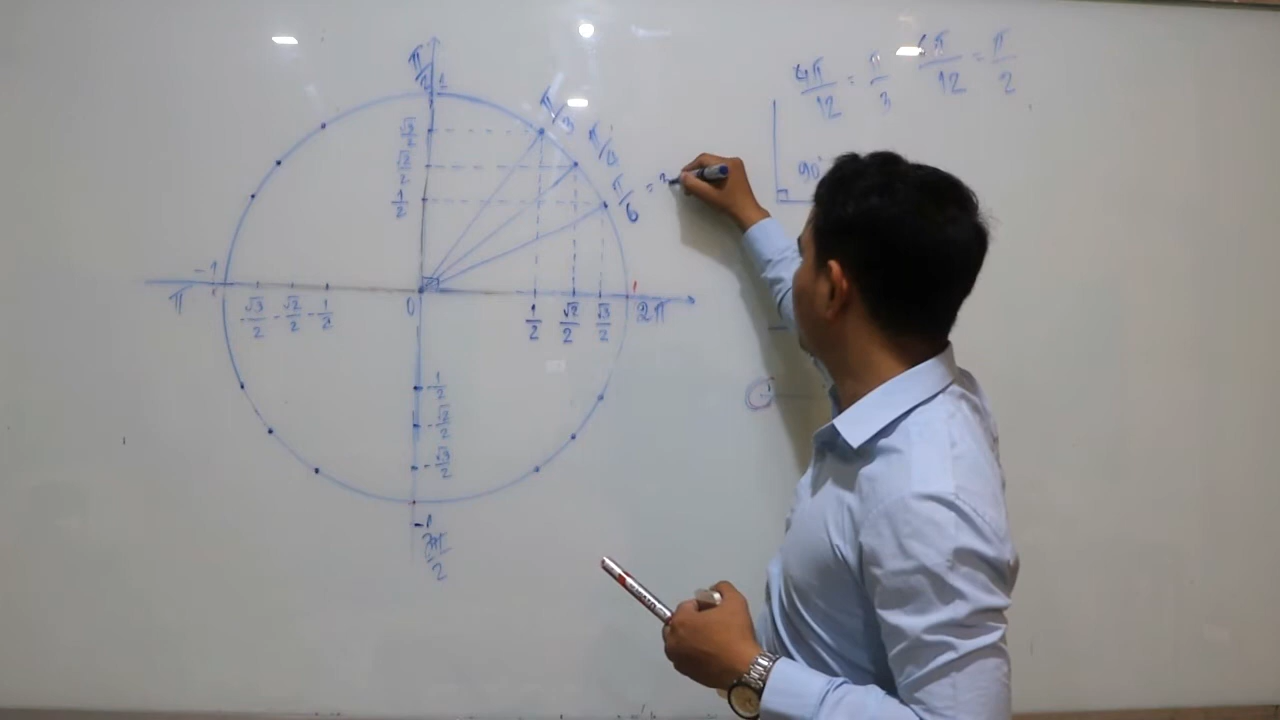 4π/12 = π/3
6π/12 = π/2
90°
π/2
1
π/3
π/4
π/6 =
√3/2
√2/2
1/2
-1
π
-√3/2 -√2/2 -1/2
0
1/2 √2/2 √3/2
1
2π
-1/2
-√2/2
-√3/2
-1
3π/2